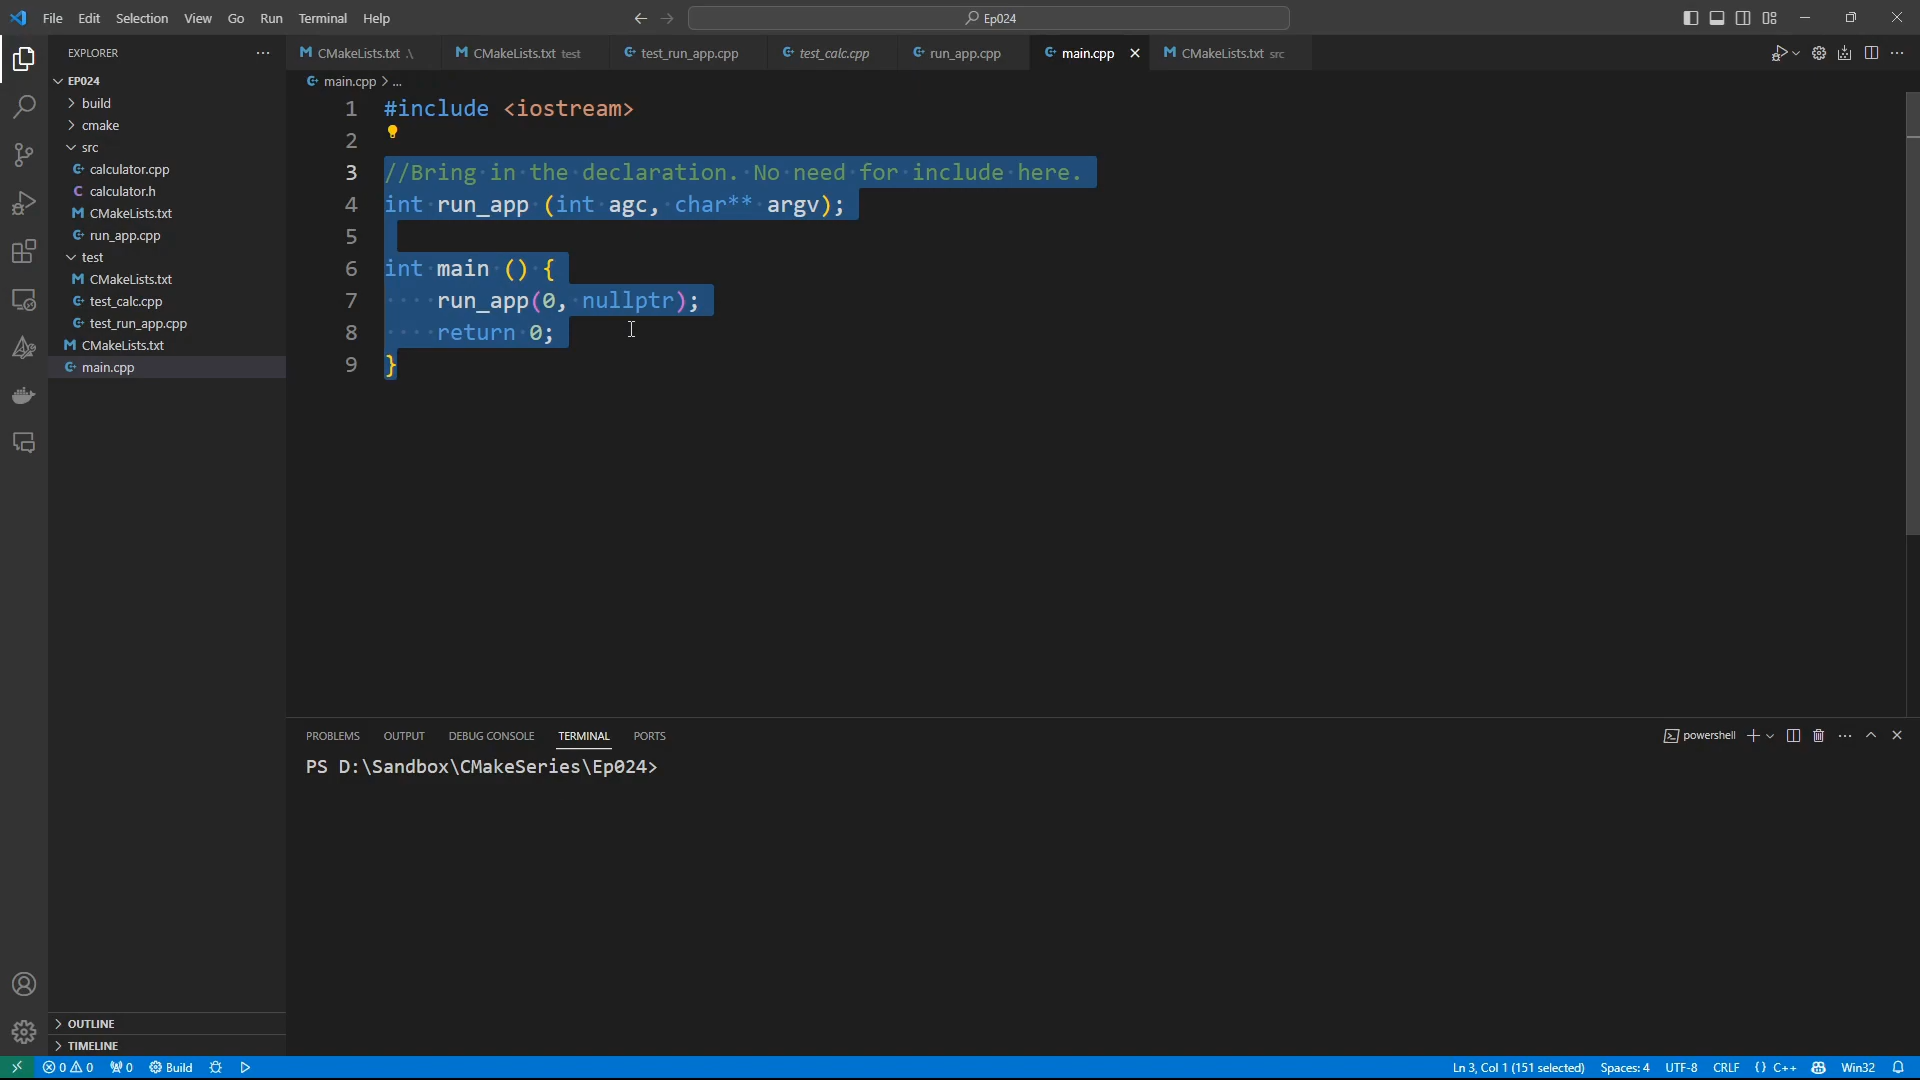 File Edit Selection View Go Run Terminal Help
Ep024
EXPLORER
EP024
build
cmake
src
calculator.cpp
calculator.h
CMakeLists.txt
run_app.cpp
test
CMakeLists.txt
test_calc.cpp
test_run_app.cpp
CMakeLists.txt
main.cpp
OUTLINE
TIMELINE
CMakeLists.txt .\ CMakeLists.txt test test_run_app.cpp test_calc.cpp run_app.cpp main.cpp CMakeLists.txt src
main.cpp > ...
1 #include <iostream>
2
3 //Bring in the declaration. No need for include here.
4 int run_app (int agc, char** argv);
5
6 int main () {
7 run_app(0, nullptr);
8 return 0;
9 }
PROBLEMS OUTPUT DEBUG CONSOLE TERMINAL PORTS
powershell
PS D:\Sandbox\CMakeSeries\Ep024>
0 0 0 Build
Ln 3, Col 1 (151 selected) Spaces: 4 UTF-8 CRLF {} C++ Win32